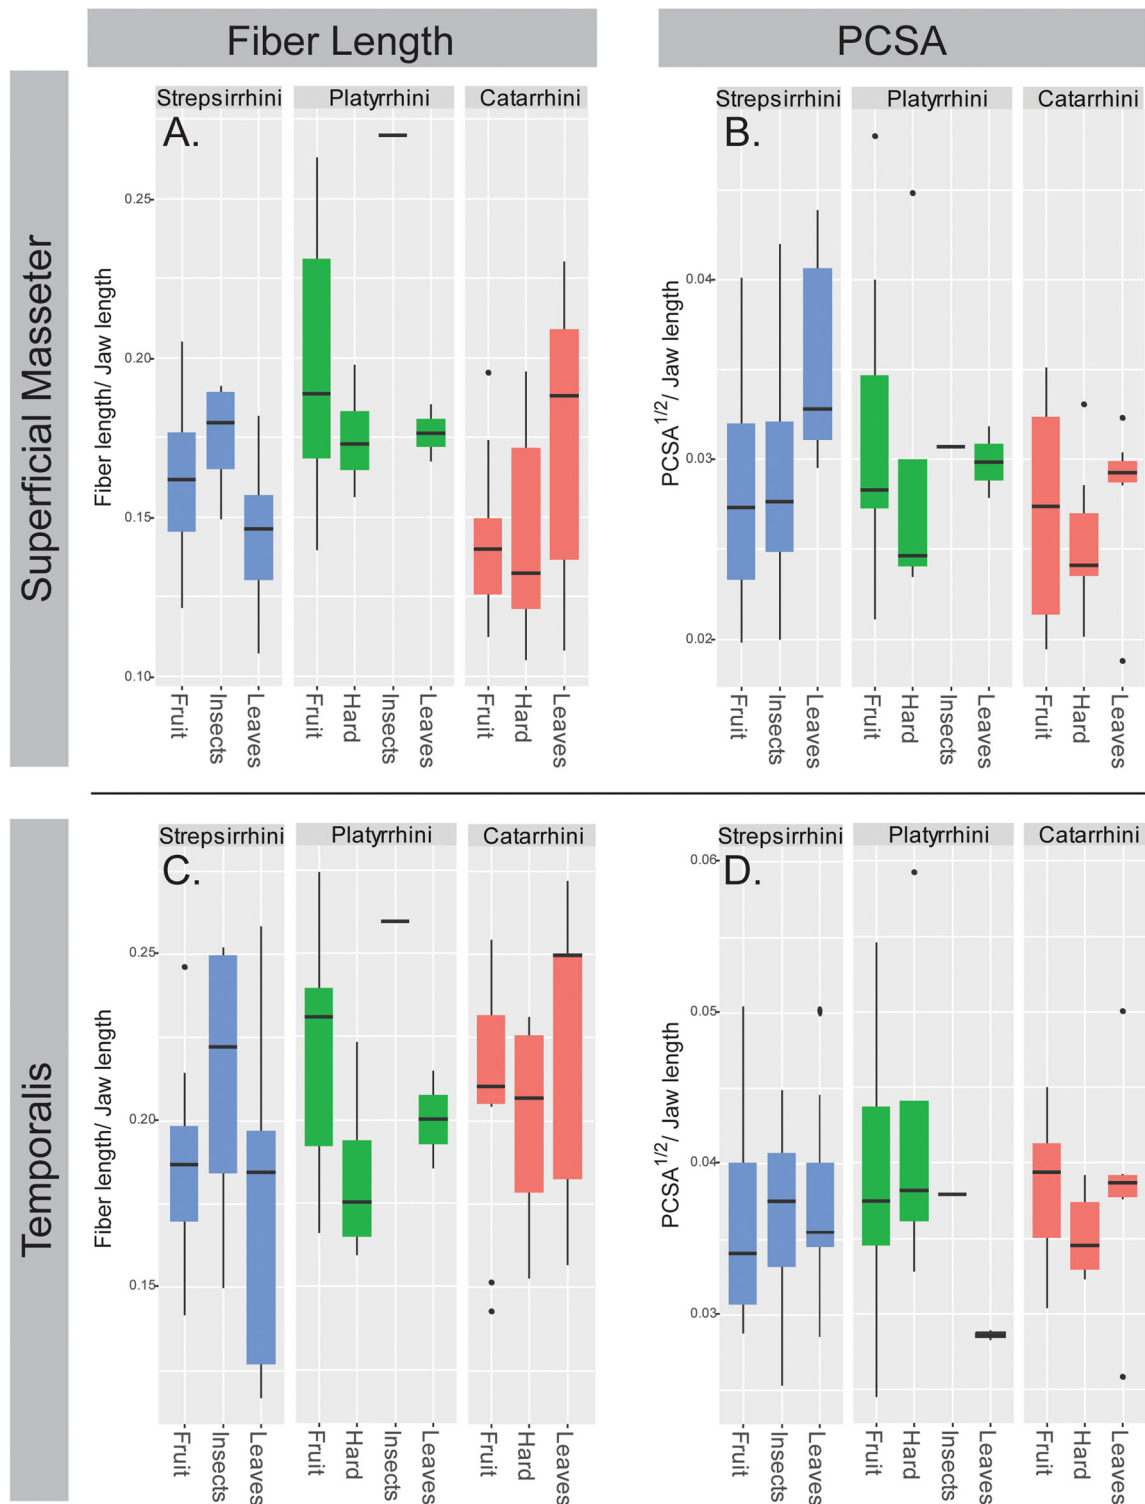 Fiber Length
PCSA
Superficial Masseter
Strepsirrhini
Platyrrhini
Catarrhini
A.
Fiber length/ Jaw length
0.25
0.20
0.15
0.10
Fruit
Insects
Leaves
Fruit
Hard
Insects
Leaves
Fruit
Hard
Leaves
Strepsirrhini
Platyrrhini
Catarrhini
B.
PCSA1/2/ Jaw length
0.04
0.03
0.02
Fruit
Insects
Leaves
Fruit
Hard
Insects
Leaves
Fruit
Hard
Leaves
Temporalis
Strepsirrhini
Platyrrhini
Catarrhini
C.
Fiber length/ Jaw length
0.25
0.20
0.15
Fruit
Insects
Leaves
Fruit
Hard
Insects
Leaves
Fruit
Hard
Leaves
Strepsirrhini
Platyrrhini
Catarrhini
D.
PCSA1/2/ Jaw length
0.06
0.05
0.04
0.03
Fruit
Insects
Leaves
Fruit
Hard
Insects
Leaves
Fruit
Hard
Leaves